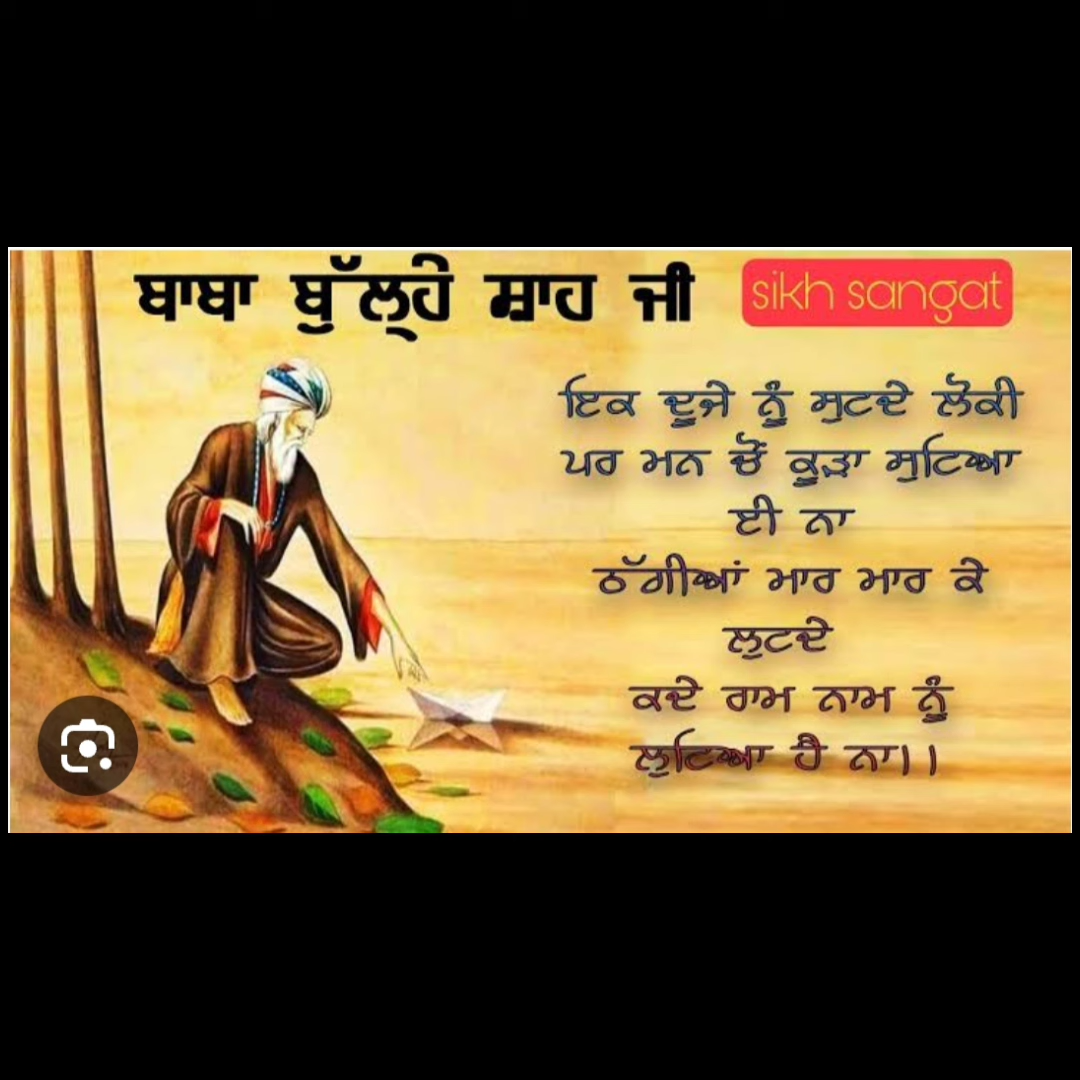 ਬਾਬਾ ਬੁੱਲ੍ਹੇ ਸ਼ਾਹ ਜੀ
sikh sangat
ਇਕ ਦੂਜੇ ਨੂੰ ਸੁਟਦੇ ਲੋਕੀ
ਪਰ ਮਨ ਚੋਂ ਕੂੜਾ ਸੁਟਿਆ
ਈ ਨਾ
ਠੱਗੀਆਂ ਮਾਰ ਮਾਰ ਕੇ
ਲੁਟਦੇ
ਕਦੇ ਰਾਮ ਨਾਮ ਨੂੰ
ਲੁਟਿਆ ਹੈ ਨਾ।।